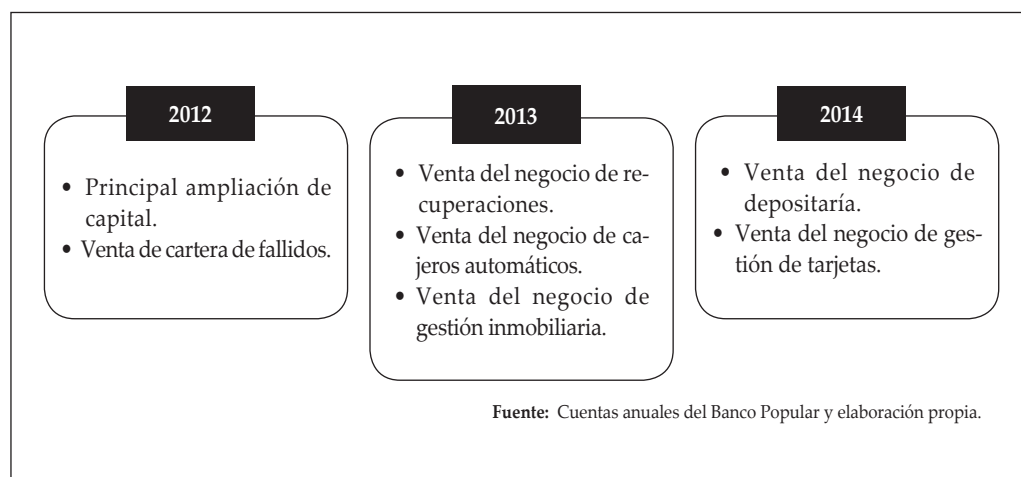 2012
• Principal ampliación de
capital.
• Venta de cartera de fallidos.
2013
• Venta del negocio de re-
cuperaciones.
• Venta del negocio de ca-
jeros automáticos.
• Venta del negocio de
gestión inmobiliaria.
2014
• Venta del negocio de
depositaría.
• Venta del negocio de ges-
tión de tarjetas.
Fuente: Cuentas anuales del Banco Popular y elaboración propia.